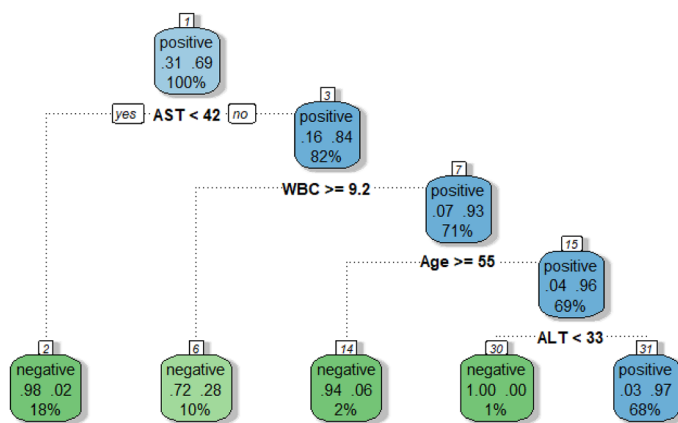 1
positive
.31 .69
100%
yes AST < 42 no
3
positive
.16 .84
82%
WBC >= 9.2
7
positive
.07 .93
71%
Age >= 55
15
positive
.04 .96
69%
ALT < 33
2
negative
.98 .02
18%
6
negative
.72 .28
10%
14
negative
.94 .06
2%
30
negative
1.00 .00
1%
31
positive
.03 .97
68%